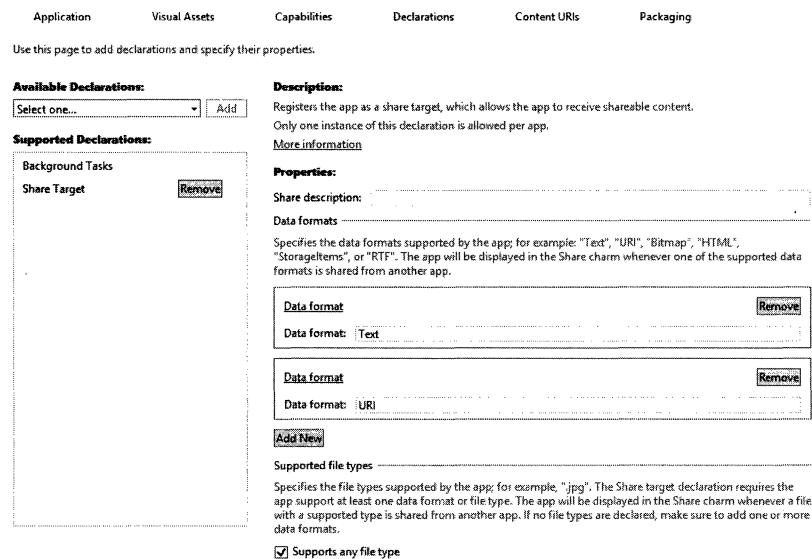 Application Visual Assets Capabilities Declarations Content URIs Packaging
Use this page to add declarations and specify their properties.
Available Declarations:
Select one... Add
Supported Declarations:
Background Tasks
Share Target Remove
Description:
Registers the app as a share target, which allows the app to receive shareable content.
Only one instance of this declaration is allowed per app.
More information
Properties:
Share description:
Data formats
Specifies the data formats supported by the app; for example: "Text", "URI", "Bitmap", "HTML",
"StorageItems", or "RTF". The app will be displayed in the Share charm whenever one of the supported data
formats is shared from another app.
Data format Remove
Data format: Text
Data format Remove
Data format: URI
Add New
Supported file types
Specifies the file types supported by the app; for example, ".jpg". The Share target declaration requires the
app support at least one data format or file type. The app will be displayed in the Share charm whenever a file
with a supported type is shared from another app. If no file types are declared, make sure to add one or more
data formats.
Supports any file type